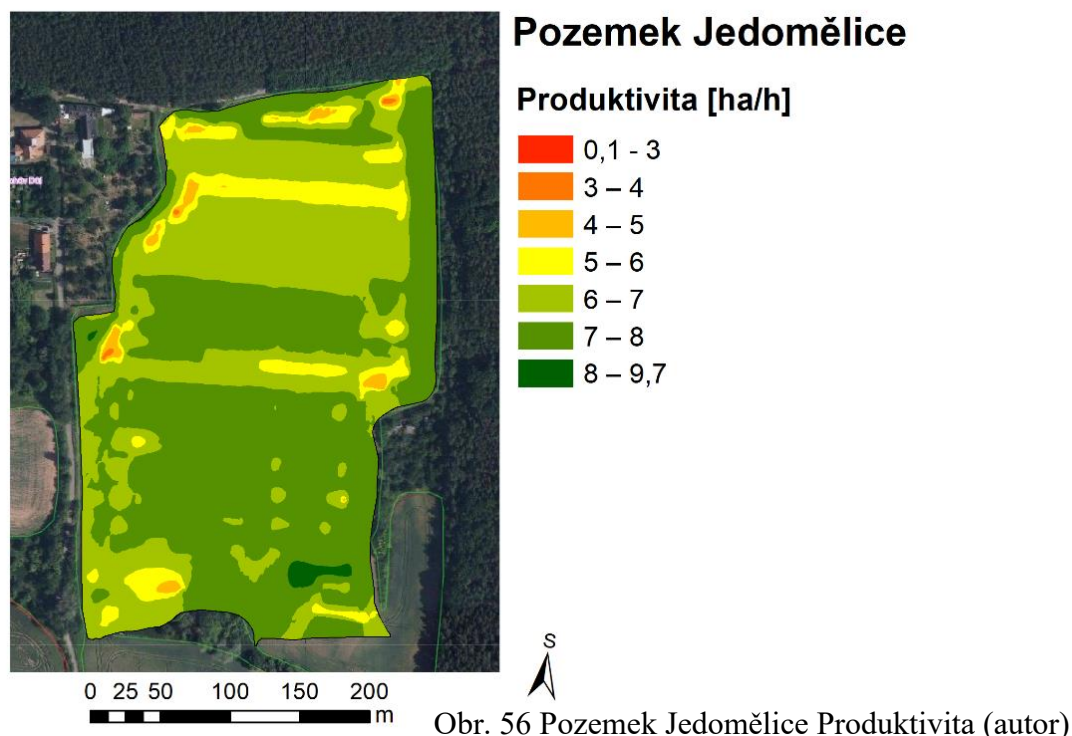 Pozemek Jedomělice
Produktivita [ha/h]
0,1 - 3
3 – 4
4 – 5
5 – 6
6 – 7
7 – 8
8 – 9,7
S
0 25 50 100 150 200
m
Obr. 56 Pozemek Jedomělice Produktivita (autor)